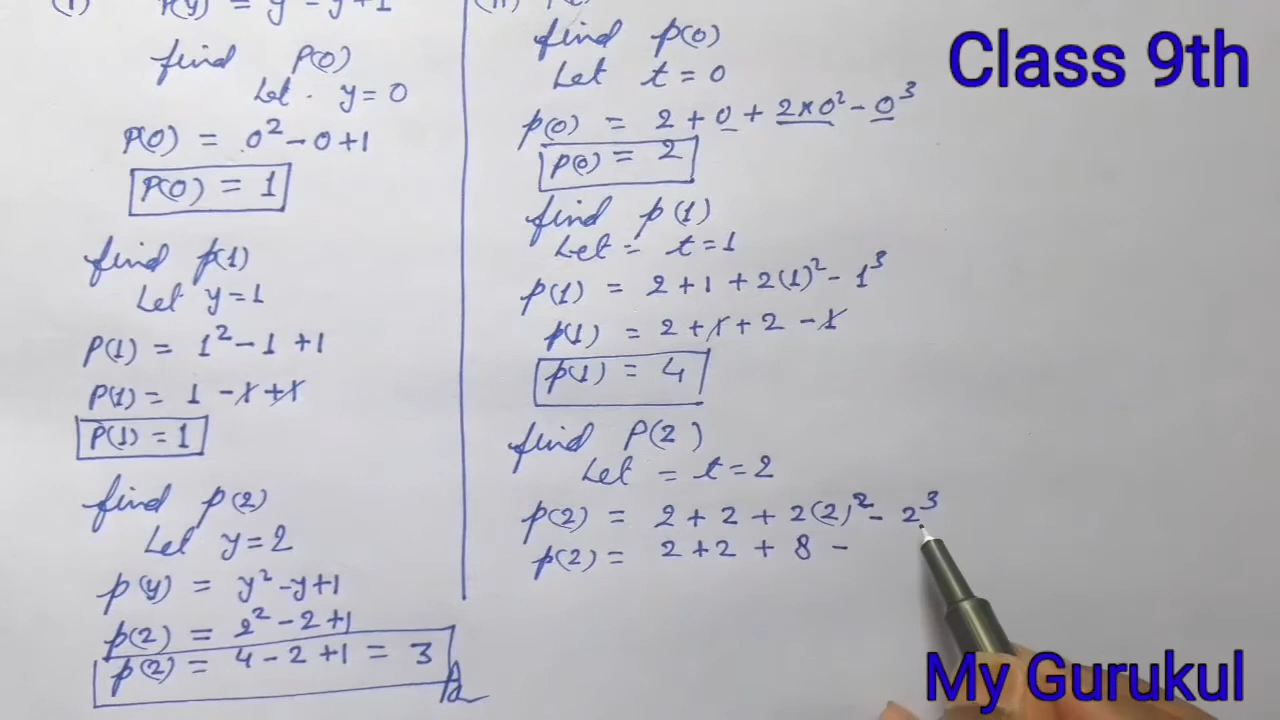 (i) P(y) = y² - y + 1
find P(0)
Let . y = 0
P(0) = 0² - 0 + 1
P(0) = 1
find p(1)
Let y = 1
P(1) = 1² - 1 + 1
P(1) = 1 - 1 + 1
P(1) = 1
find p(2)
Let y = 2
p(y) = y² - y + 1
p(2) = 2² - 2 + 1
p(2) = 4 - 2 + 1 = 3
(ii)
find p(0)
Let t = 0
p(0) = 2 + 0 + 2×0² - 0³
p(0) = 2
find p(1)
Let = t = 1
p(1) = 2 + 1 + 2(1)² - 1³
p(1) = 2 + 1 + 2 - 1
p(1) = 4
find P(2)
Let = t = 2
p(2) = 2 + 2 + 2(2)² - 2³
p(2) = 2 + 2 + 8 -
Class 9th
My Gurukul